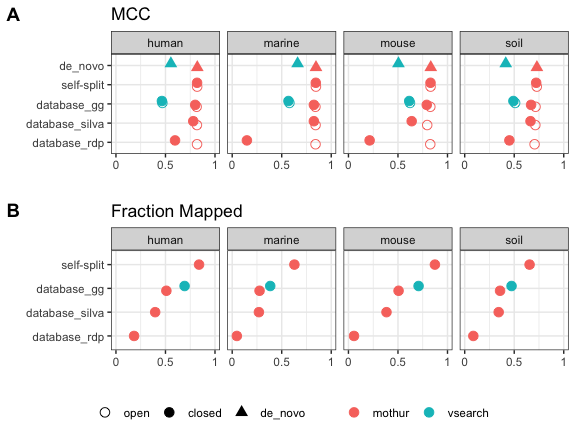 A
MCC
human marine mouse soil
de_novo
self-split
database_gg
database_silva
database_rdp
0 0.5 1 0 0.5 1 0 0.5 1 0 0.5 1
B
Fraction Mapped
human marine mouse soil
self-split
database_gg
database_silva
database_rdp
0 0.5 1 0 0.5 1 0 0.5 1 0 0.5 1
open closed de_novo mothur vsearch